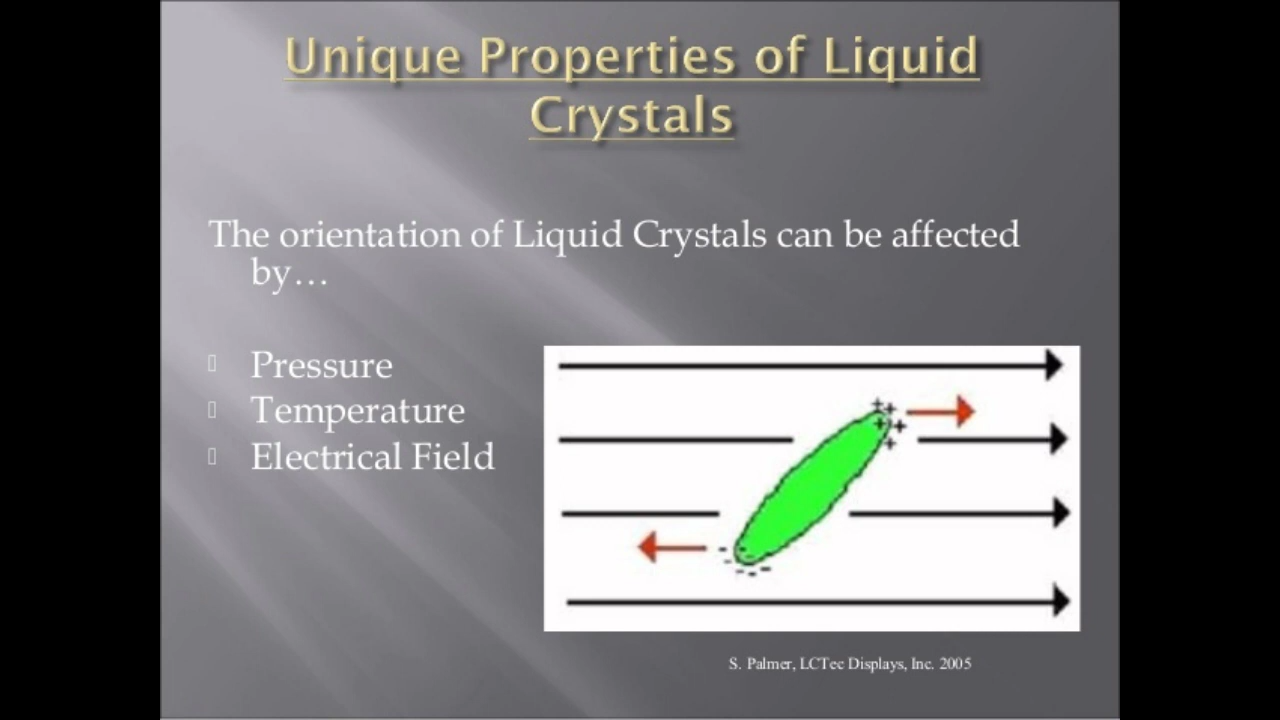 Unique Properties of Liquid
Crystals
The orientation of Liquid Crystals can be affected
by…
Pressure
Temperature
Electrical Field
S. Palmer, LCTec Displays, Inc. 2005